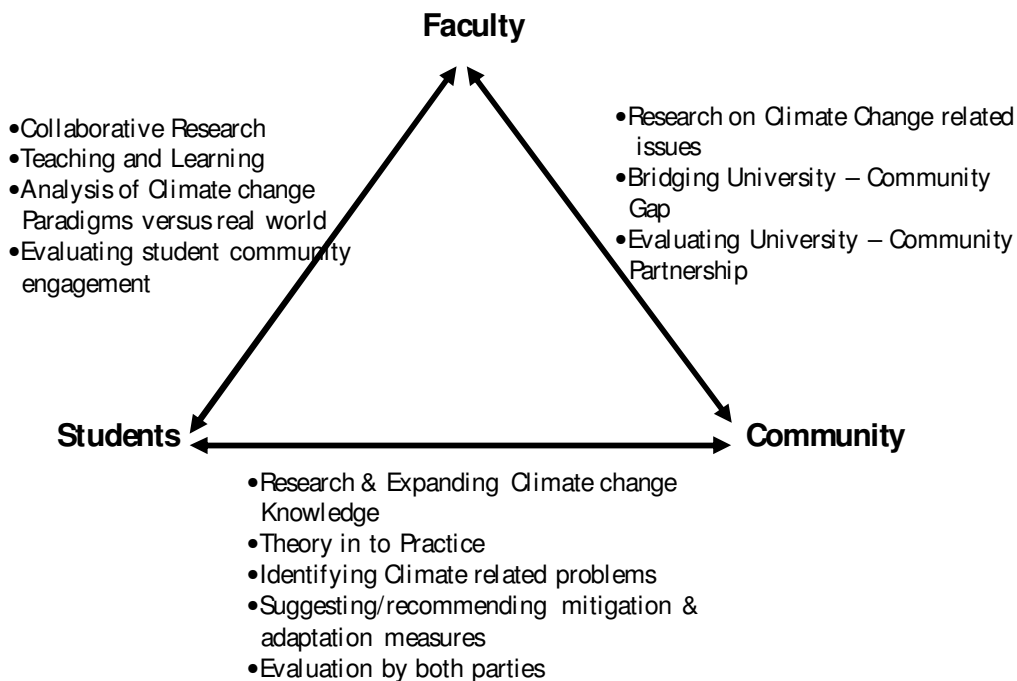 Faculty
•Collaborative Research
•Teaching and Learning
•Analysis of Climate change
Paradigms versus real world
•Evaluating student community
engagement
•Research on Climate Change related
issues
•Bridging University – Community
Gap
•Evaluating University – Community
Partnership
Students
Community
•Research & Expanding Climate change
Knowledge
•Theory in to Practice
•Identifying Climate related problems
•Suggesting/recommending mitigation &
adaptation measures
•Evaluation by both parties